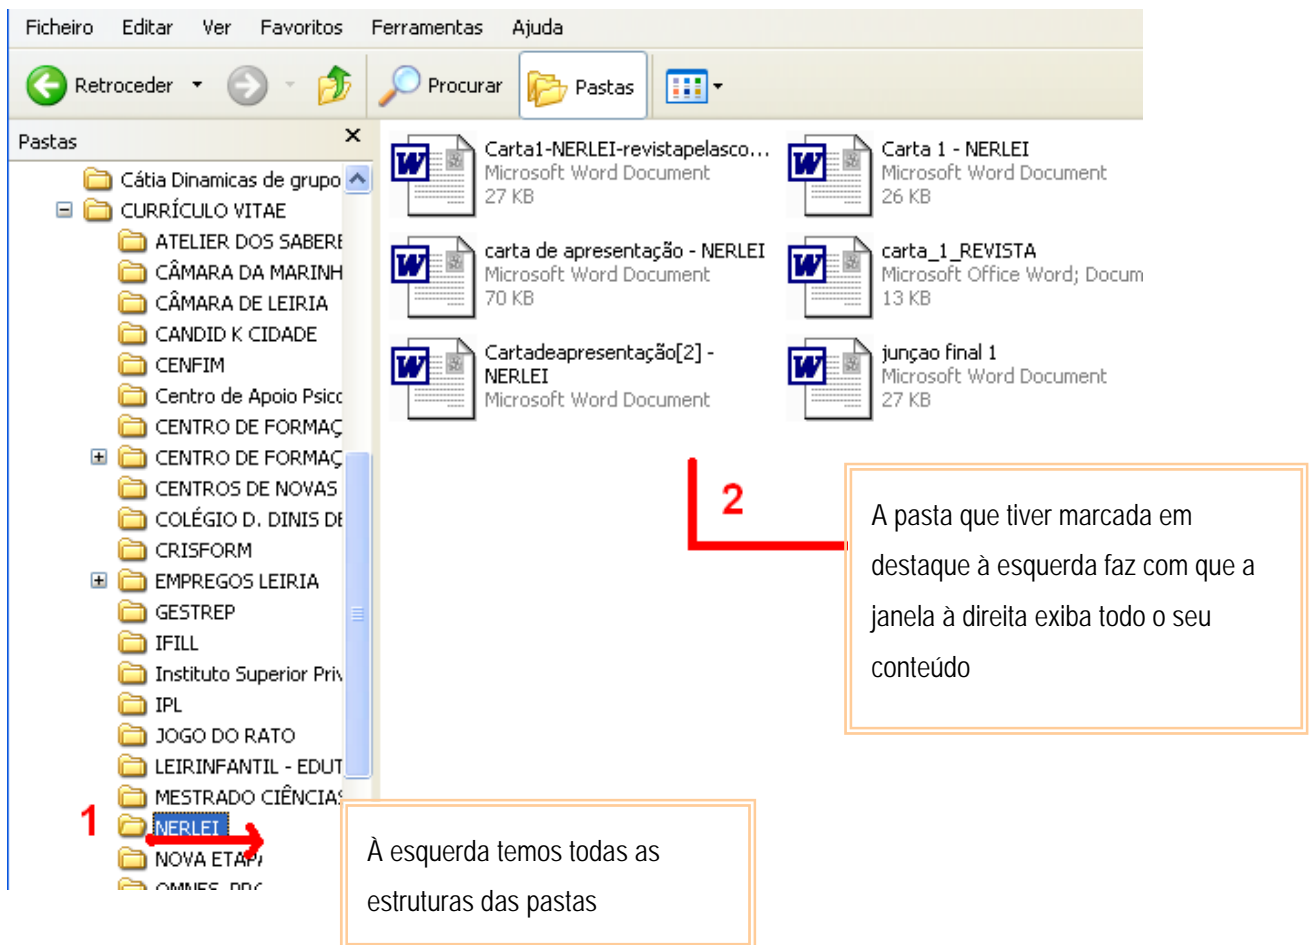 Ficheiro Editar Ver Favoritos Ferramentas Ajuda
Retroceder Procurar Pastas
Pastas
Cátia Dinamicas de grupo
CURRÍCULO VITAE
ATELIER DOS SABERE
CÂMARA DA MARINH
CÂMARA DE LEIRIA
CANDID K CIDADE
CENFIM
Centro de Apoio Psico
CENTRO DE FORMAÇ
CENTRO DE FORMAÇ
CENTROS DE NOVAS
COLÉGIO D. DINIS DE
CRISFORM
EMPREGOS LEIRIA
GESTREP
IFILL
Instituto Superior Priv
IPL
JOGO DO RATO
LEIRINFANTIL - EDUT
MESTRADO CIÊNCIAS
1
NERLEI
NOVA ETAPA
Carta1-NERLEI-revistapelasco...
Microsoft Word Document
27 KB
Carta 1 - NERLEI
Microsoft Word Document
26 KB
carta de apresentação - NERLEI
Microsoft Word Document
70 KB
carta_1_REVISTA
Microsoft Office Word; Docum
13 KB
Cartadeapresentação[2] -
NERLEI
Microsoft Word Document
junçao final 1
Microsoft Word Document
27 KB
2
A pasta que tiver marcada em
destaque à esquerda faz com que a
janela à direita exiba todo o seu
conteúdo
À esquerda temos todas as
estruturas das pastas